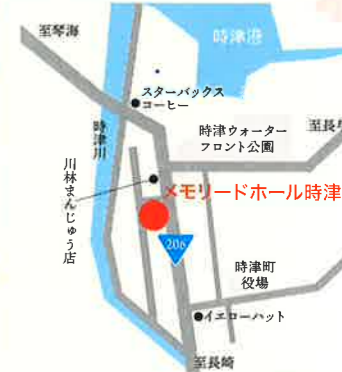 至琴海
時津港
スターバックス
コーヒー
時津ウォーター
フロント公園
至長与
時津川
川林まんじゅう店
メモリードホール時津
206
時津町
役場
イエローハット
至長崎